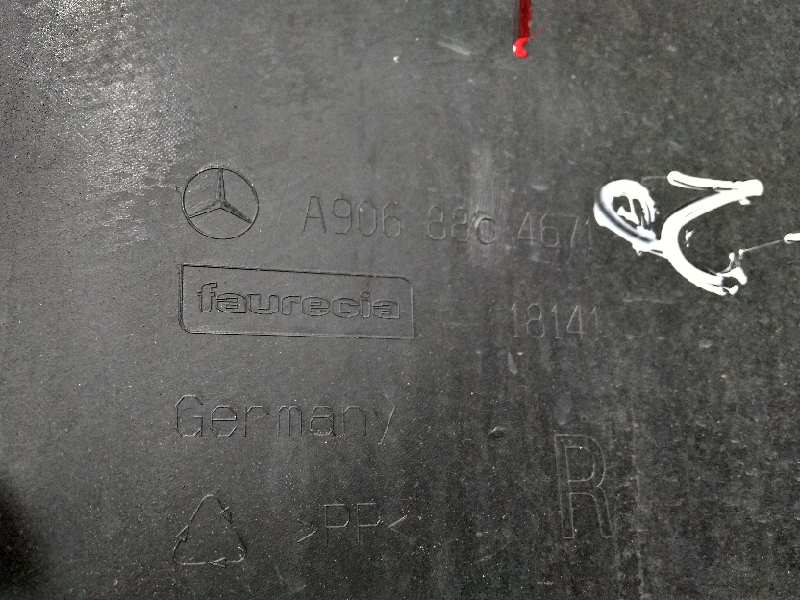 A906 880 4671
faurecia
18141
Germany
>PP<
R